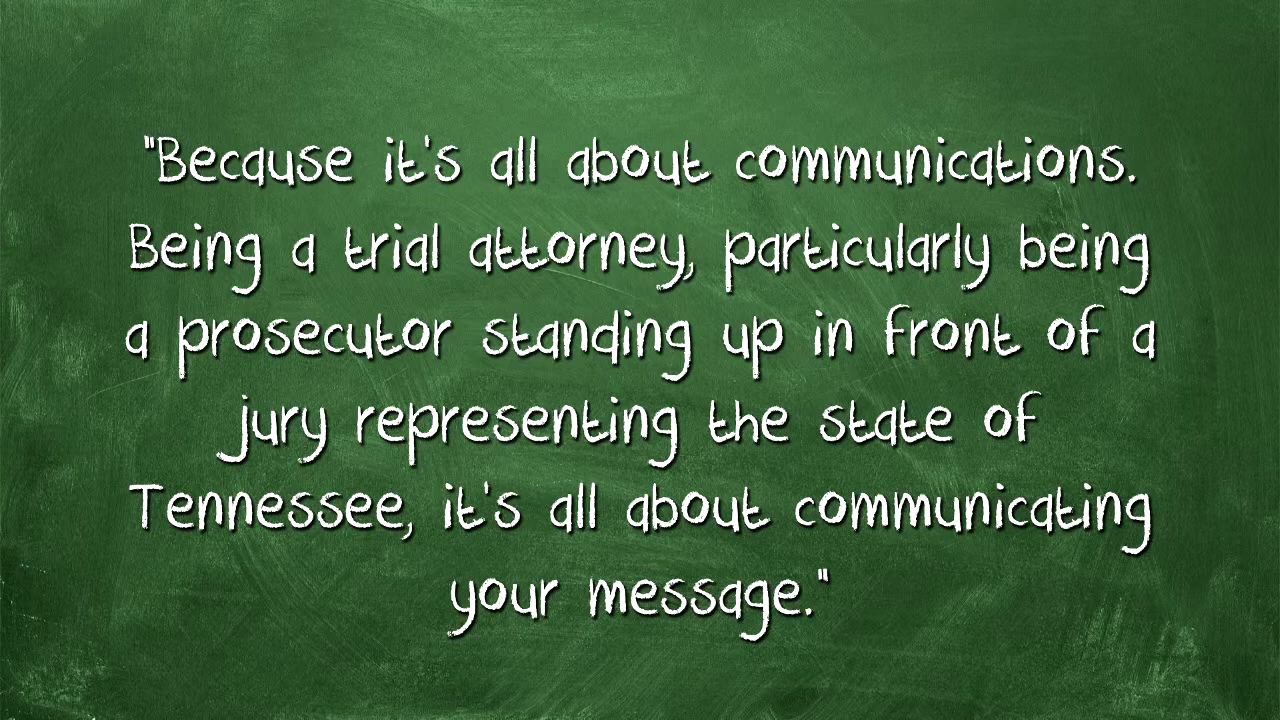 "Because it's all about communications.
Being a trial attorney, particularly being
a prosecutor standing up in front of a
jury representing the state of
Tennessee, it's all about communicating
your message."